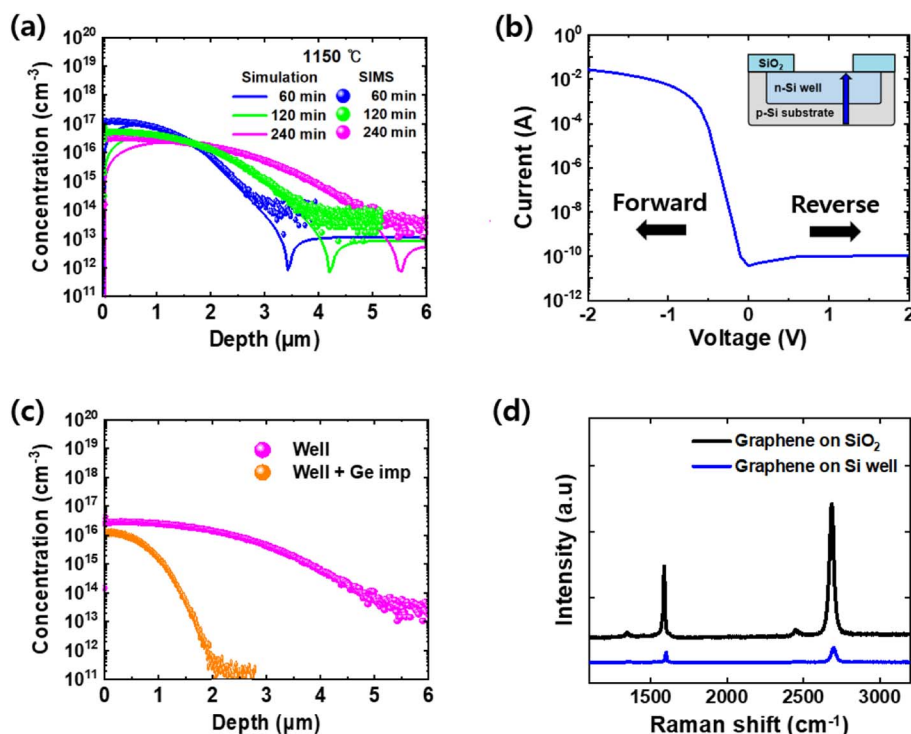 (a)
10²⁰
10¹⁹
10¹⁸
10¹⁷
10¹⁶
10¹⁵
10¹⁴
10¹³
10¹²
10¹¹
Concentration (cm⁻³)
1150 ℃
Simulation SIMS
60 min 60 min
120 min 120 min
240 min 240 min
0 1 2 3 4 5 6
Depth (µm)
(b)
10⁰
10⁻²
10⁻⁴
10⁻⁶
10⁻⁸
10⁻¹⁰
10⁻¹²
Current (A)
SiO₂
n-Si well
p-Si substrate
Forward Reverse
-2 -1 0 1 2
Voltage (V)
(c)
10²⁰
10¹⁹
10¹⁸
10¹⁷
10¹⁶
10¹⁵
10¹⁴
10¹³
10¹²
10¹¹
Concentration (cm⁻³)
Well
Well + Ge imp
0 1 2 3 4 5 6
Depth (µm)
(d)
Intensity (a.u)
Graphene on SiO₂
Graphene on Si well
1500 2000 2500 3000
Raman shift (cm⁻¹)